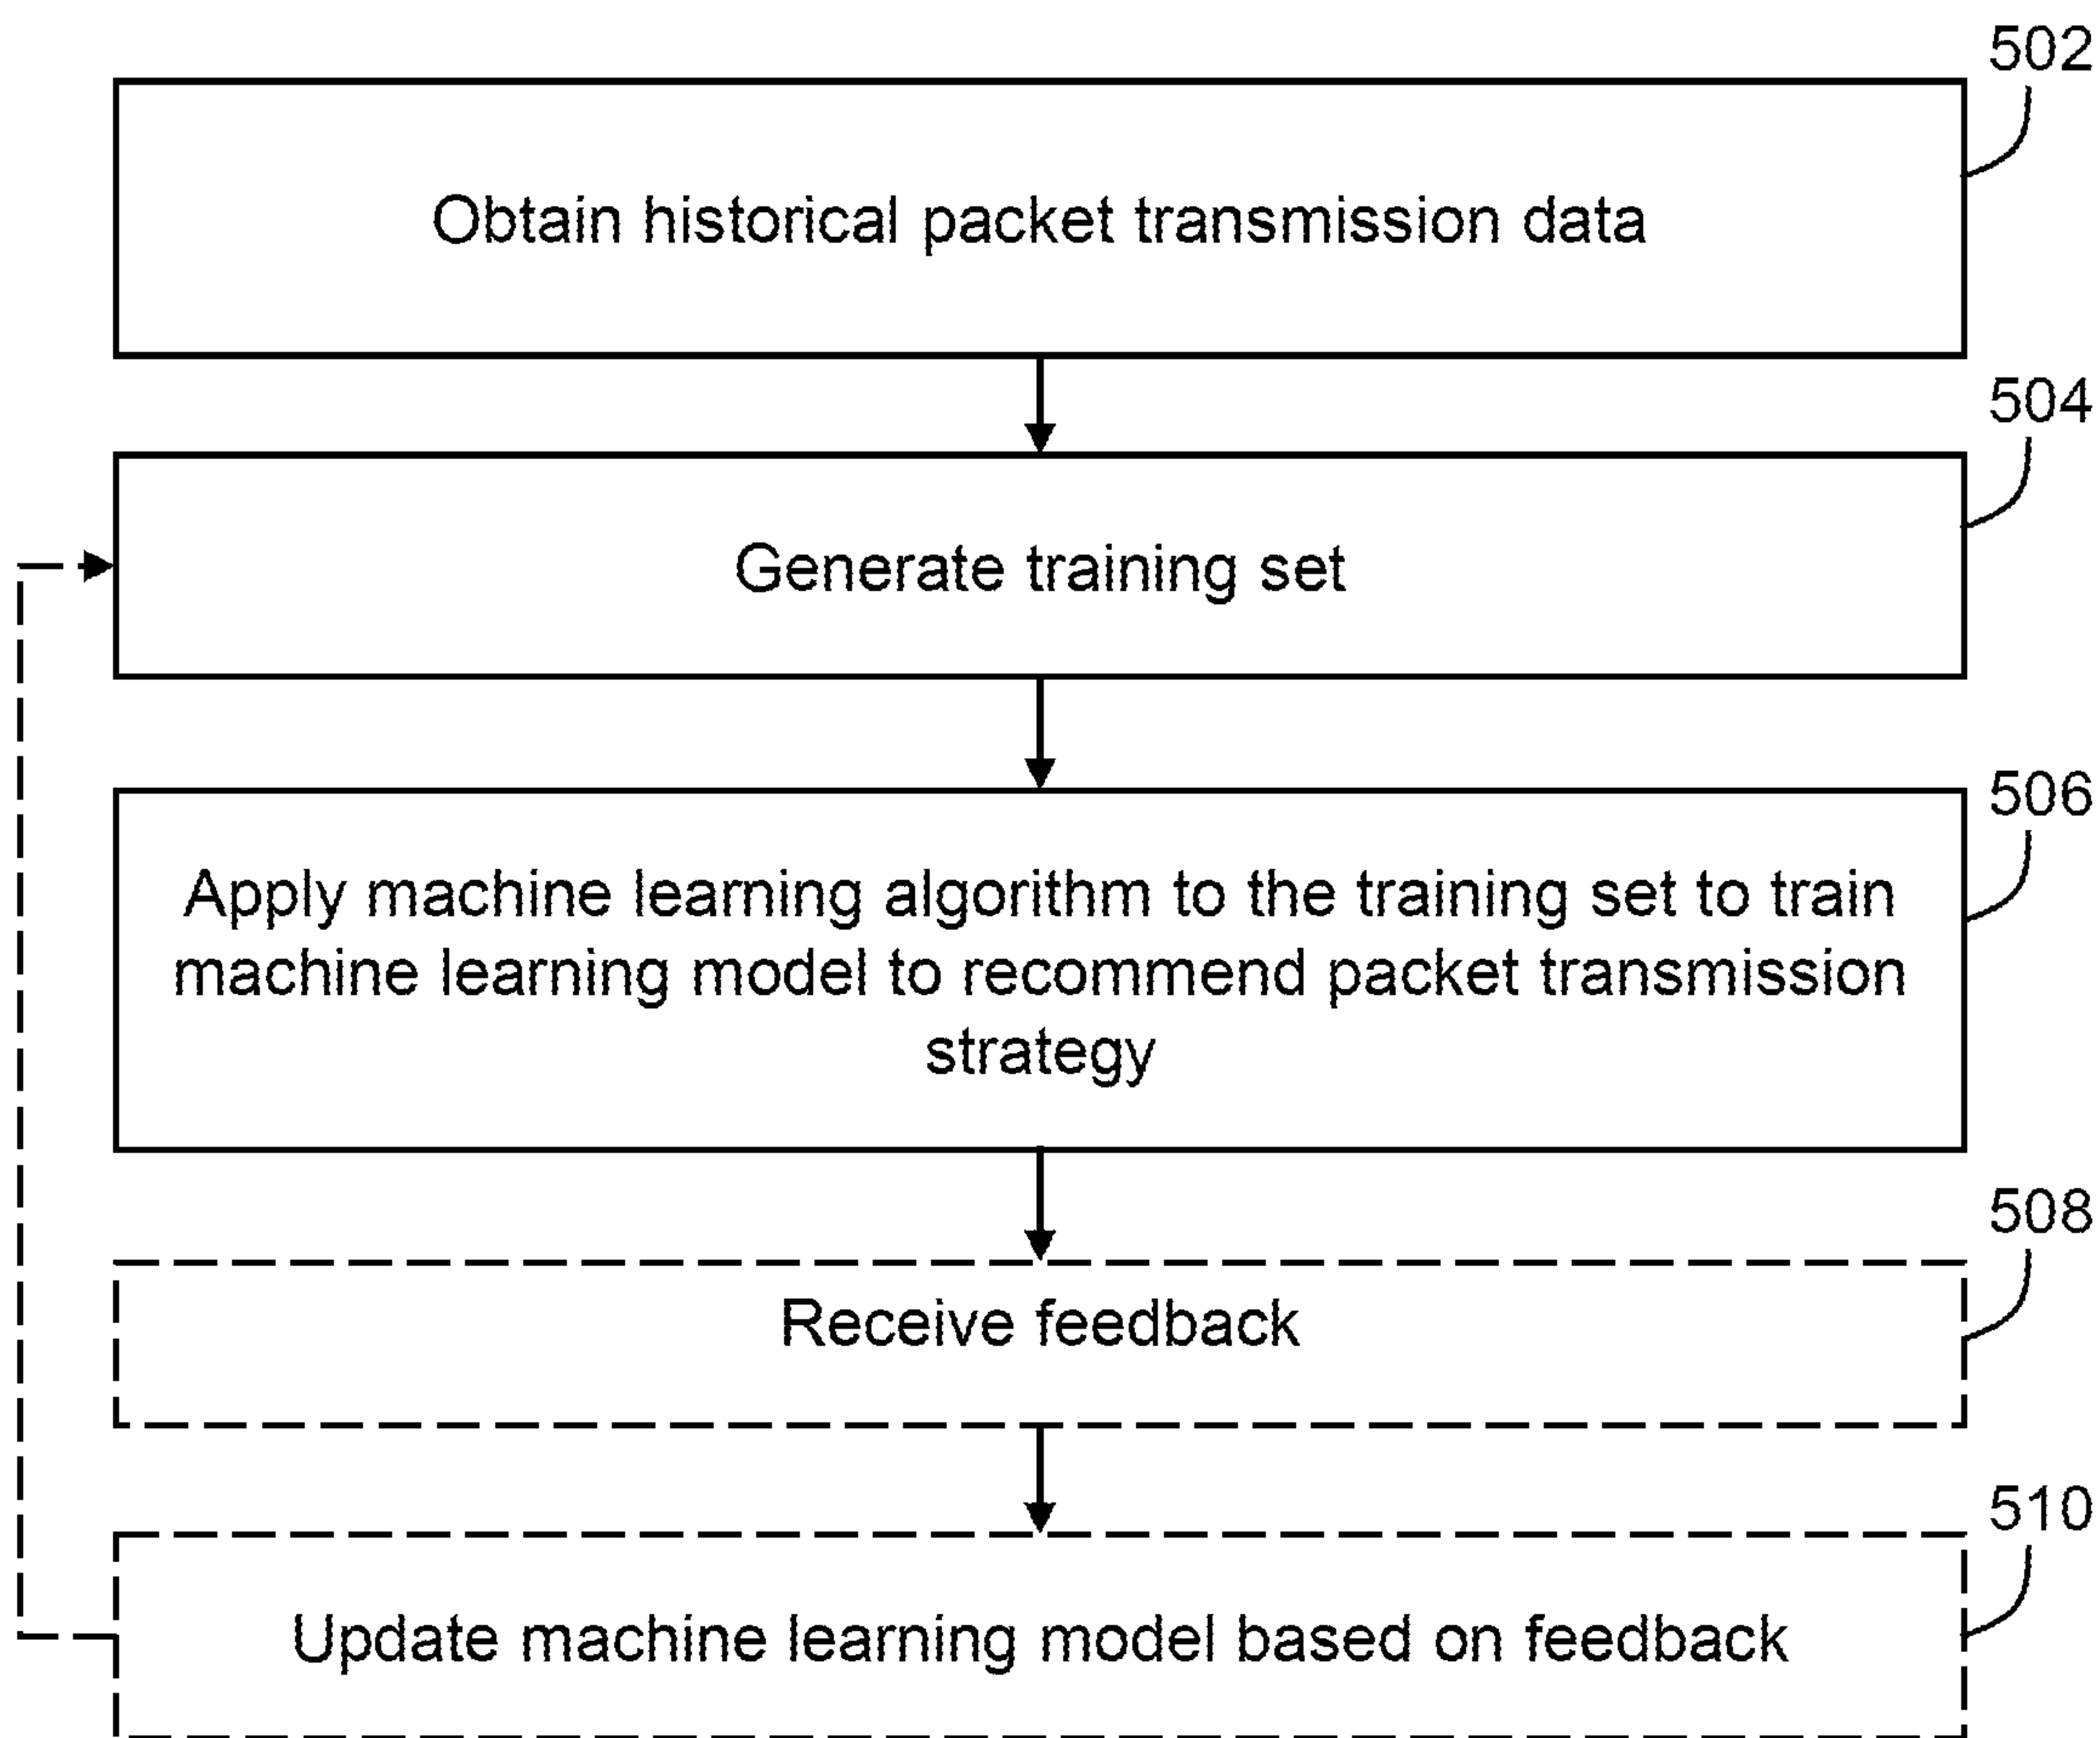 502
Obtain historical packet transmission data
504
Generate training set
506
Apply machine learning algorithm to the training set to train
machine learning model to recommend packet transmission
strategy
508
Receive feedback
510
Update machine learning model based on feedback